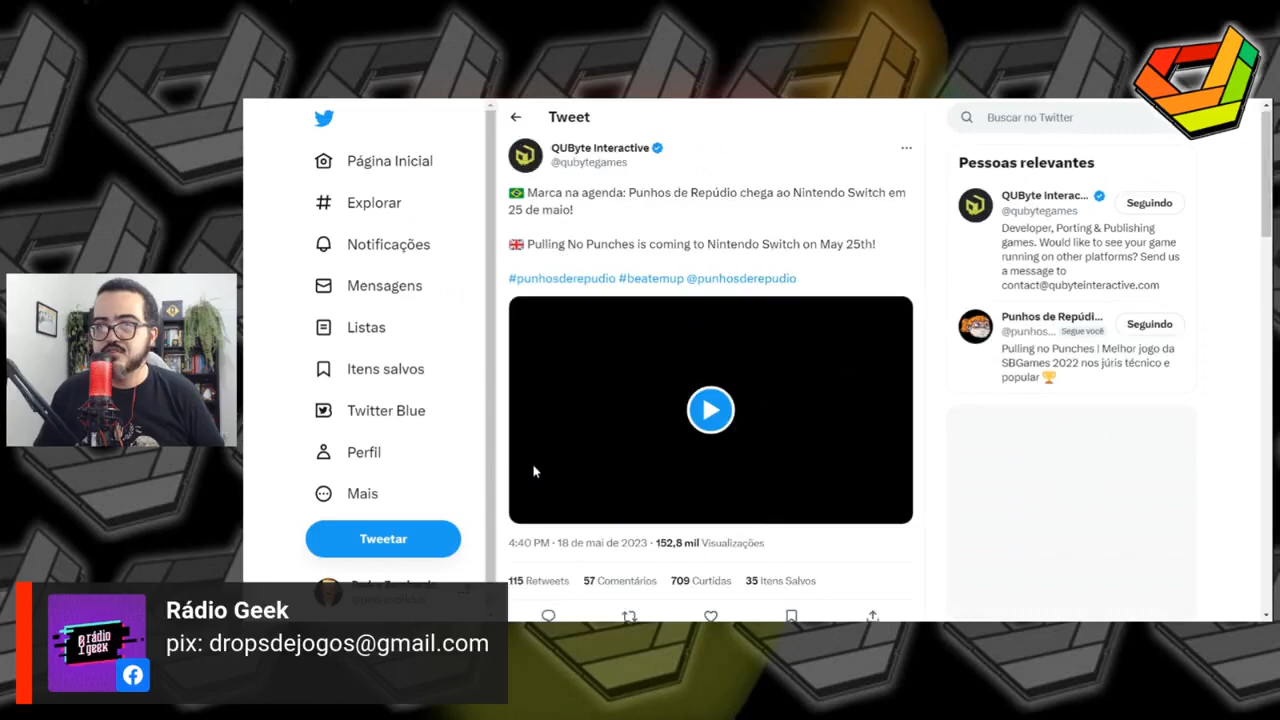 Tweet
Buscar no Twitter
QUByte Interactive
@qubytegames
🇧🇷 Marca na agenda: Punhos de Repúdio chega ao Nintendo Switch em
25 de maio!
🇬🇧 Pulling No Punches is coming to Nintendo Switch on May 25th!
#punhosderepudio #beatemup @punhosderepudio
4:40 PM · 18 de mai de 2023 · 152,8 mil Visualizações
115 Retweets 57 Comentários 709 Curtidas 35 Itens Salvos
Página Inicial
Explorar
Notificações
Mensagens
Listas
Itens salvos
Twitter Blue
Perfil
Mais
Tweetar
Pessoas relevantes
QUByte Interac...
@qubytegames
Seguindo
Developer, Porting & Publishing
games. Would like to see your game
running on other platforms? Send us
a message to
contact@qubyteinteractive.com
Punhos de Repúdi...
@punhos... Segue você
Seguindo
Pulling no Punches | Melhor jogo da
SBGames 2022 nos júris técnico e
popular 🏆
rádio
geek
Rádio Geek
pix: dropsdejogos@gmail.com